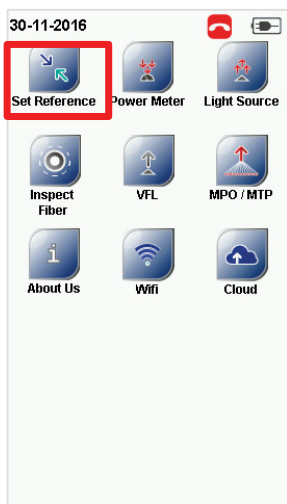 30-11-2016
Set Reference Power Meter Light Source
Inspect Fiber VFL MPO / MTP
i
About Us Wifi Cloud